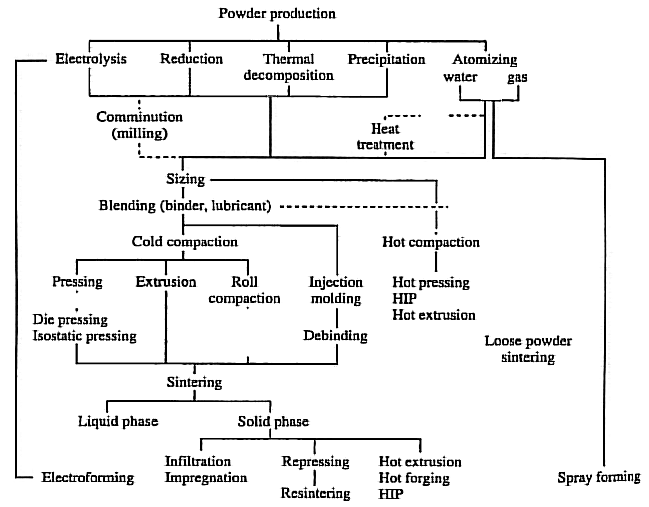 Powder production
Electrolysis Reduction Thermal decomposition Precipitation Atomizing
water gas
Comminution
(milling)
Heat
treatment
Sizing
Blending (binder, lubricant)
Cold compaction
Hot compaction
Pressing
Extrusion
Roll
compaction
Injection
molding
Hot pressing
HIP
Hot extrusion
Die pressing
Isostatic pressing
Debinding
Loose powder
sintering
Sintering
Liquid phase
Solid phase
Infiltration
Impregnation
Repressing
Resintering
Hot extrusion
Hot forging
HIP
Electroforming
Spray forming